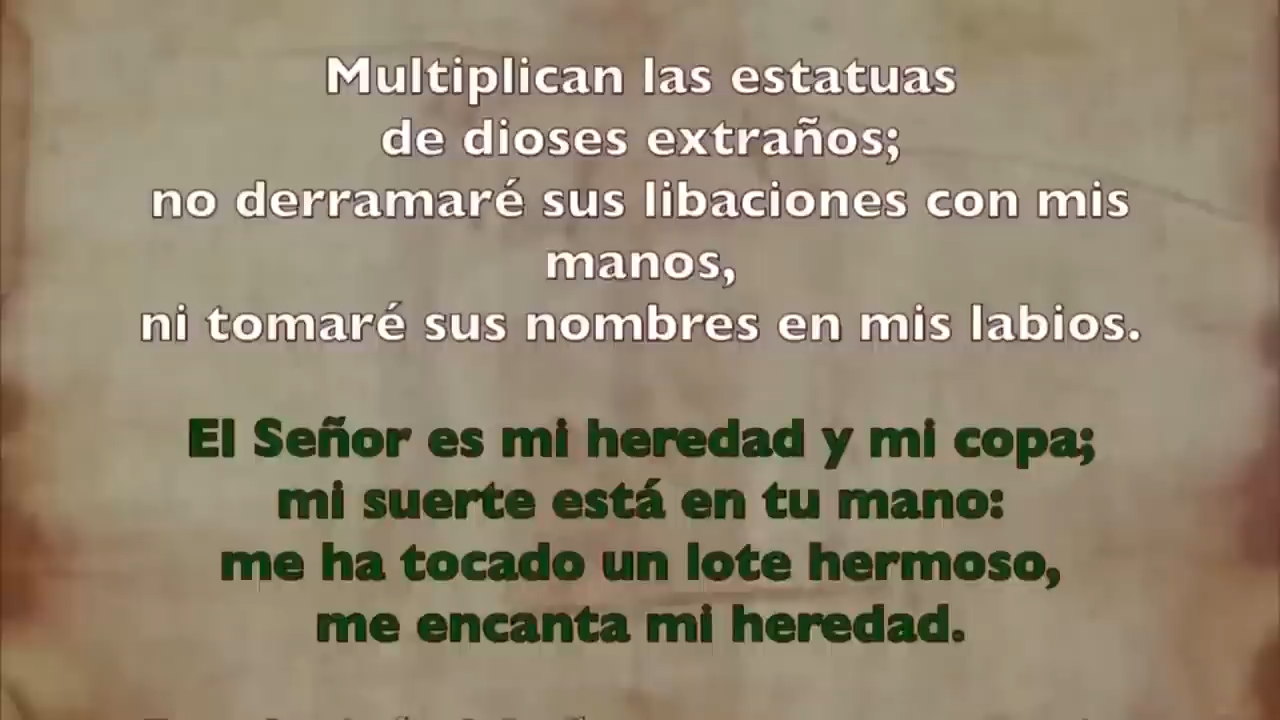 Multiplican las estatuas
de dioses extraños;
no derramaré sus libaciones con mis
manos,
ni tomaré sus nombres en mis labios.
El Señor es mi heredad y mi copa;
mi suerte está en tu mano:
me ha tocado un lote hermoso,
me encanta mi heredad.